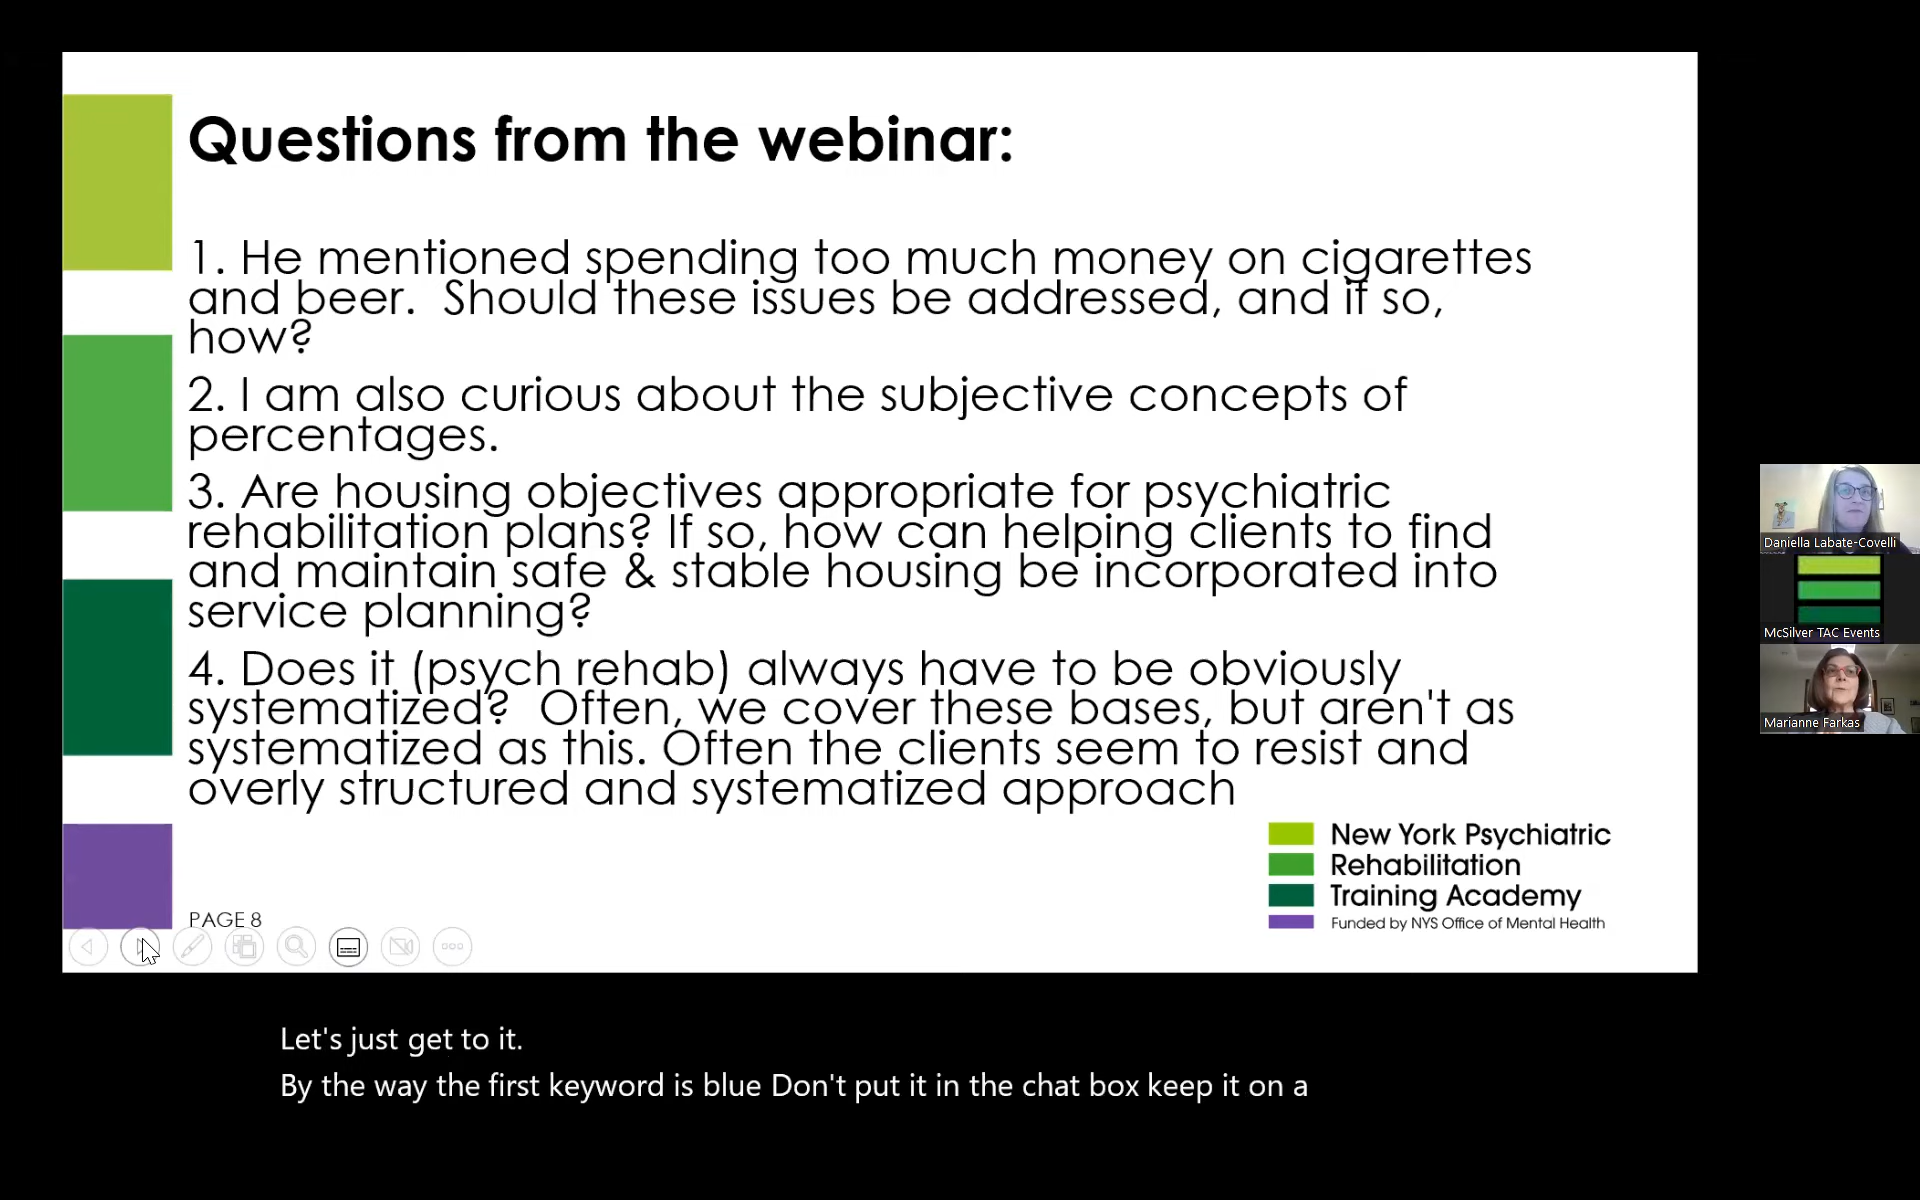 Questions from the webinar:
1. He mentioned spending too much money on cigarettes
and beer.  Should these issues be addressed, and if so,
how?
2. I am also curious about the subjective concepts of
percentages.
3. Are housing objectives appropriate for psychiatric
rehabilitation plans? If so, how can helping clients to find
and maintain safe & stable housing be incorporated into
service planning?
4. Does it (psych rehab) always have to be obviously
systematized?  Often, we cover these bases, but aren't as
systematized as this. Often the clients seem to resist and
overly structured and systematized approach
New York Psychiatric
Rehabilitation
Training Academy
Funded by NYS Office of Mental Health
PAGE 8
Daniella Labate-Covelli
McSilver TAC Events
Marianne Farkas
Let's just get to it.
By the way the first keyword is blue Don't put it in the chat box keep it on a